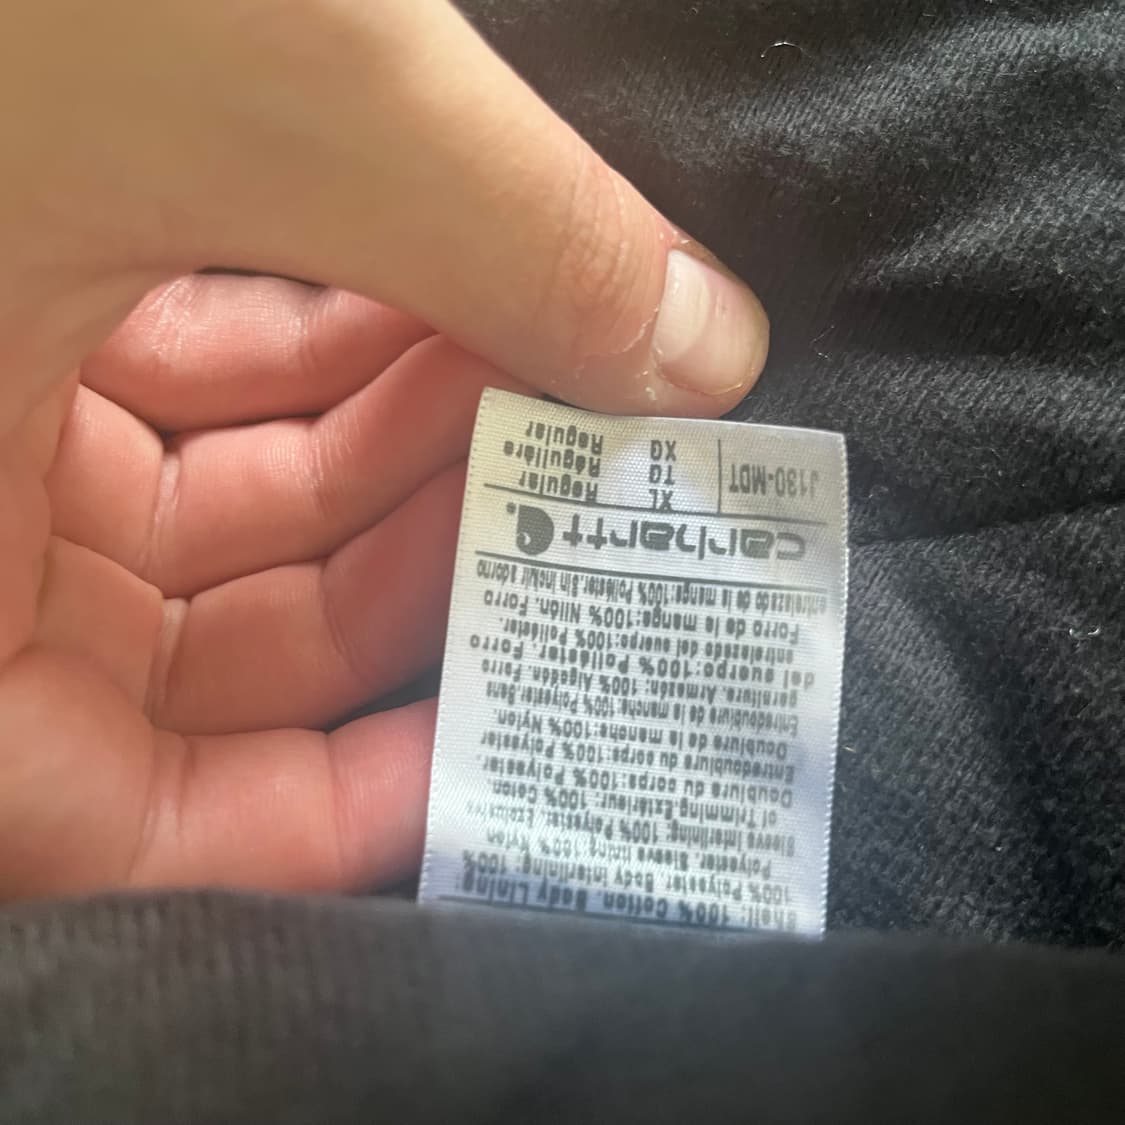 Shell: 100% Cotton. Body Lining:
100% Polyester. Body Interlining: 100%
Polyester. Sleeve Lining: 100% Nylon
Sleeve Interlining: 100% Polyester. Exclusive
of Trimming. Extérieur: 100% Coton
Doublure du corps: 100% Polyester.
Entredoublure du corps: 100% Polyester
Doublure de la manche: 100% Nylon.
Entredoublure de la manche: 100% Polyester Sans
garniture. Armazón: 100% Algodón. Forro
del cuerpo: 100% Poliéster. Forro
entrelazado del cuerpo: 100% Poliéster.
Forro de la manga: 100% Nilón. Forro
entrelazado de la manga: 100% Poliéster. Sin incluir adorno
carhartt
J130-MDT
XL Regular
TG Régulière
XG Regular